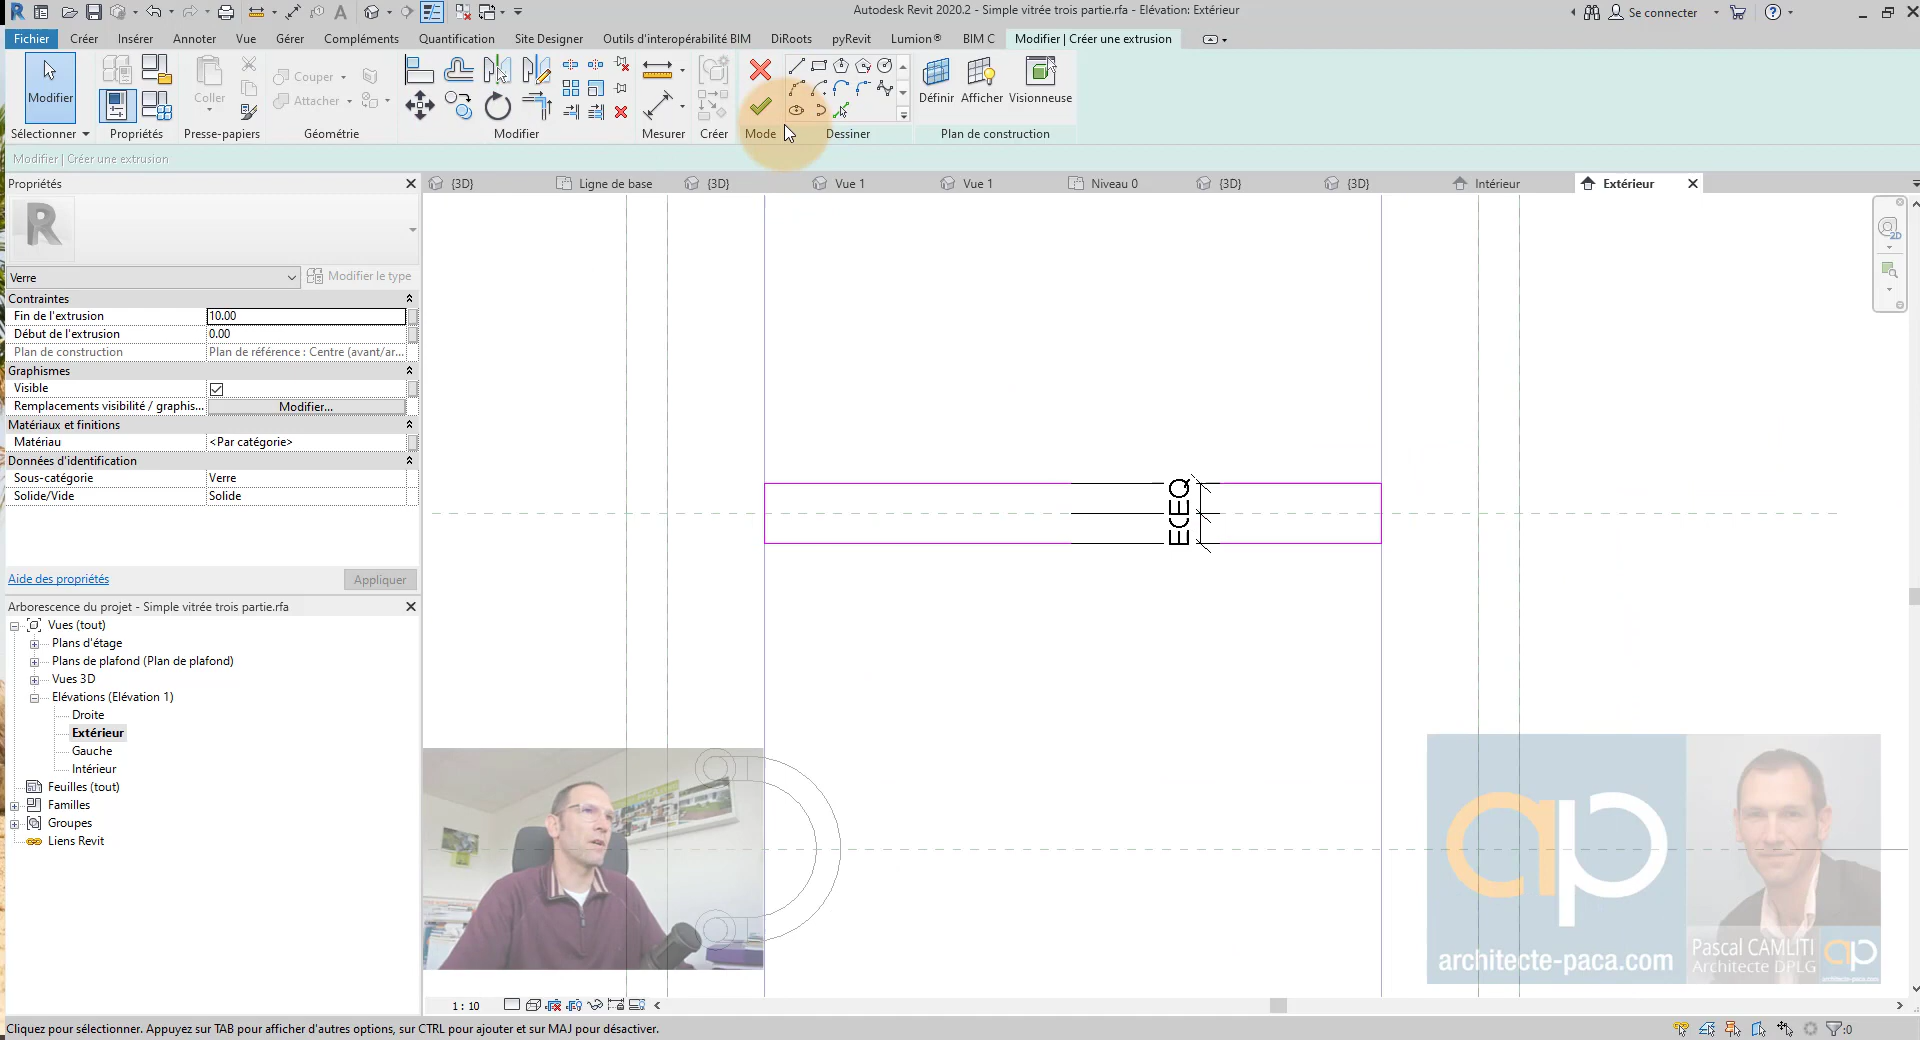 Autodesk Revit 2020.2 - Simple vitrée trois partie.rfa - Elévation: Extérieur
Se connecter
Fichier Créer Insérer Annoter Vue Gérer Compléments Quantification Site Designer Outils d'interopérabilité BIM DiRoots pyRevit Lumion® BIM C Modifier | Créer une extrusion
Modifier
Coller
Couper
Attacher
Définir Afficher Visionneuse
Sélectionner Propriétés Presse-papiers Géométrie Modifier Mesurer Créer Mode Dessiner Plan de construction
Modifier | Créer une extrusion
Propriétés
{3D} Ligne de base {3D} Vue 1 Vue 1 Niveau 0 {3D} {3D} Intérieur Extérieur
R
2D
Verre
Modifier le type
Contraintes
Fin de l'extrusion 10.00
Début de l'extrusion 0.00
Plan de construction Plan de référence : Centre (avant/ar...
Graphismes
Visible
Remplacements visibilité / graphis... Modifier...
Matériaux et finitions
Matériau <Par catégorie>
Données d'identification
Sous-catégorie Verre
Solide/Vide Solide
Aide des propriétés Appliquer
Arborescence du projet - Simple vitrée trois partie.rfa
Vues (tout)
Plans d'étage
Plans de plafond (Plan de plafond)
Vues 3D
Elévations (Elévation 1)
Droite
Extérieur
Gauche
Intérieur
Feuilles (tout)
Familles
Groupes
Liens Revit
ECEQ
ap
architecte-paca.com
Pascal CAMLITI
Architecte DPLG
ap
1 : 10
Cliquez pour sélectionner. Appuyez sur TAB pour afficher d'autres options, sur CTRL pour ajouter et sur MAJ pour désactiver.
:0